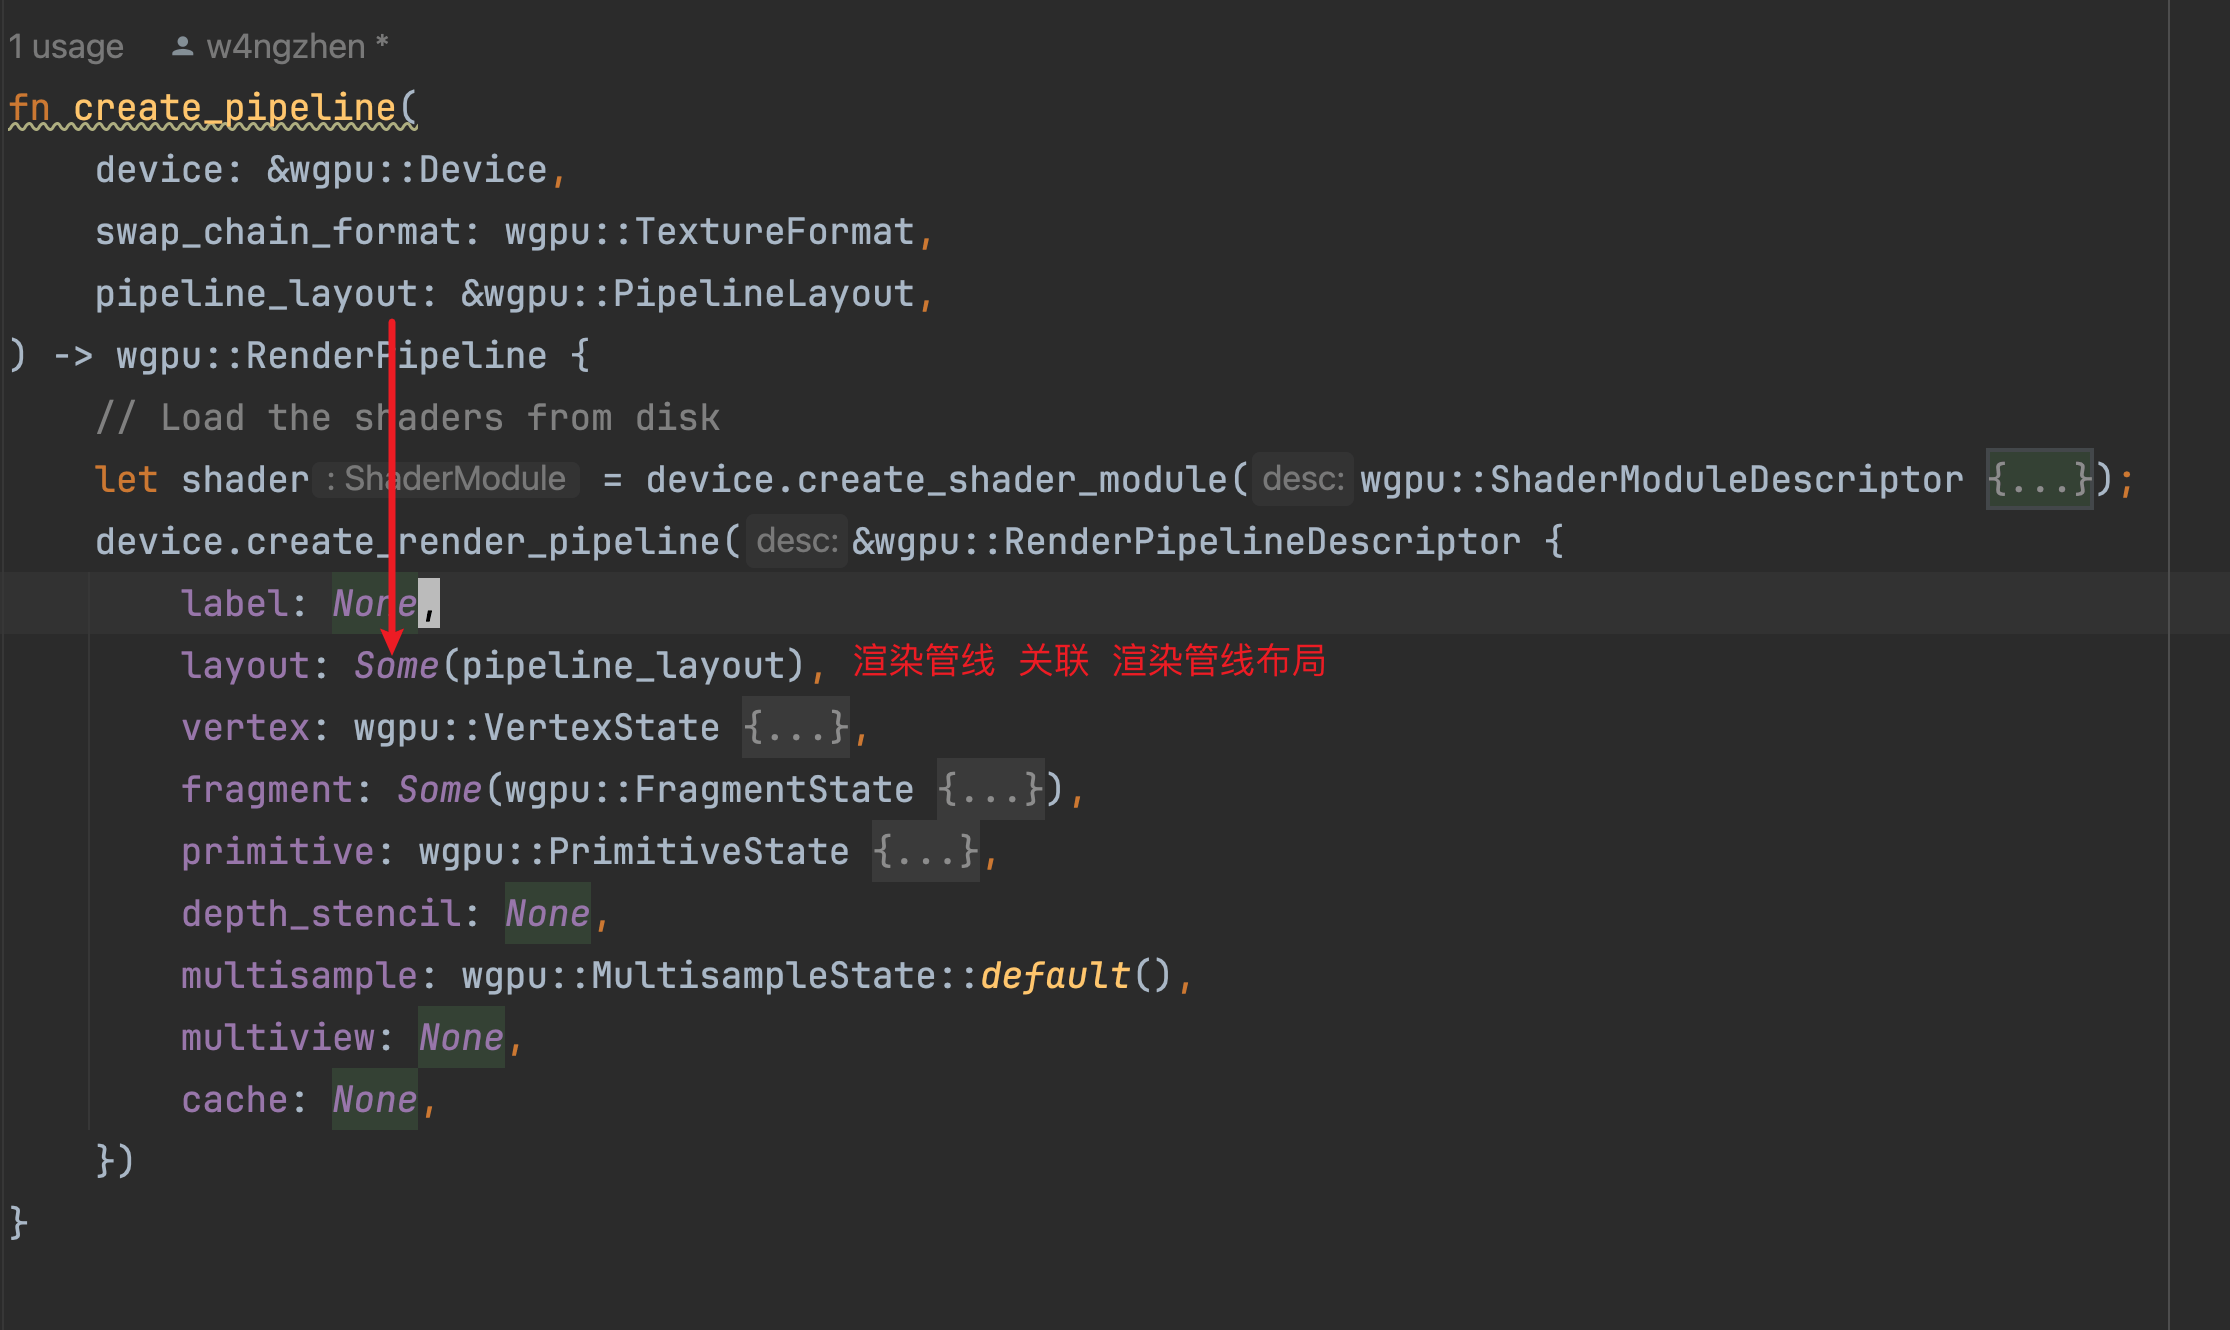 1 usage w4ngzhen *
fn create_pipeline(
    device: &wgpu::Device,
    swap_chain_format: wgpu::TextureFormat,
    pipeline_layout: &wgpu::PipelineLayout,
) -> wgpu::RenderPipeline {
    // Load the shaders from disk
    let shader : ShaderModule = device.create_shader_module( desc: wgpu::ShaderModuleDescriptor {...});
    device.create_render_pipeline( desc: &wgpu::RenderPipelineDescriptor {
        label: None,
        layout: Some(pipeline_layout), 渲染管线 关联 渲染管线布局
        vertex: wgpu::VertexState {...},
        fragment: Some(wgpu::FragmentState {...}),
        primitive: wgpu::PrimitiveState {...},
        depth_stencil: None,
        multisample: wgpu::MultisampleState::default(),
        multiview: None,
        cache: None,
    })
}